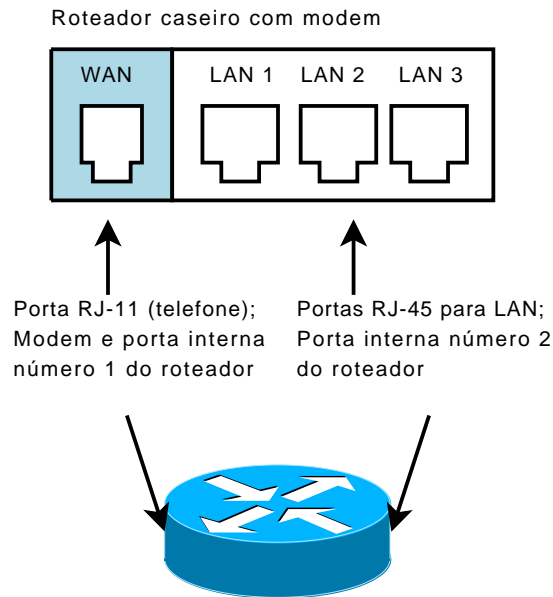 Roteador caseiro com modem
WAN
LAN 1
LAN 2
LAN 3
Porta RJ-11 (telefone);
Modem e porta interna
número 1 do roteador
Portas RJ-45 para LAN;
Porta interna número 2
do roteador